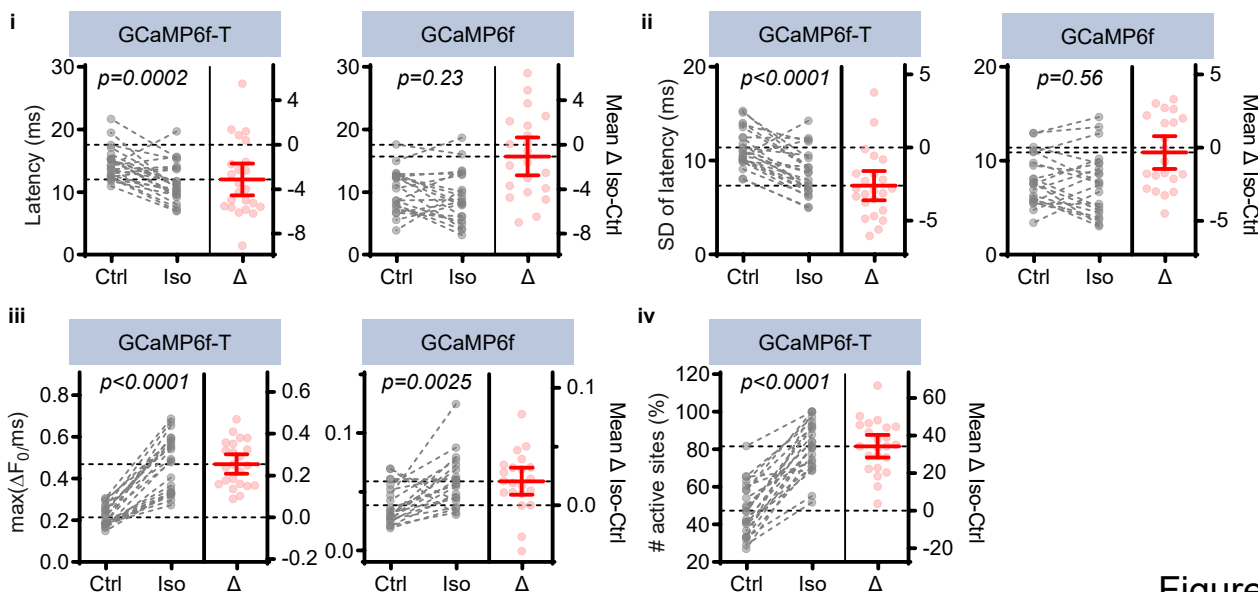 i
GCaMP6f-T
GCaMP6f
30
20
10
0
Latency (ms)
p=0.0002
4
0
-4
-8
Ctrl Iso Δ
30
20
10
0
p=0.23
4
0
-4
-8
Mean Δ Iso-Ctrl
Ctrl Iso Δ
ii
GCaMP6f-T
GCaMP6f
20
10
0
SD of latency (ms)
p<0.0001
5
0
-5
Ctrl Iso Δ
20
10
0
p=0.56
5
0
-5
Mean Δ Iso-Ctrl
Ctrl Iso Δ
iii
GCaMP6f-T
GCaMP6f
0.8
0.6
0.4
0.2
0.0
max(ΔF0/ms)
p<0.0001
0.6
0.4
0.2
0.0
-0.2
Ctrl Iso Δ
0.1
0.0
p=0.0025
0.1
0.0
Mean Δ Iso-Ctrl
Ctrl Iso Δ
iv
GCaMP6f-T
120
100
80
60
40
20
# active sites (%)
p<0.0001
60
40
20
0
-20
Mean Δ Iso-Ctrl
Ctrl Iso Δ
Figure